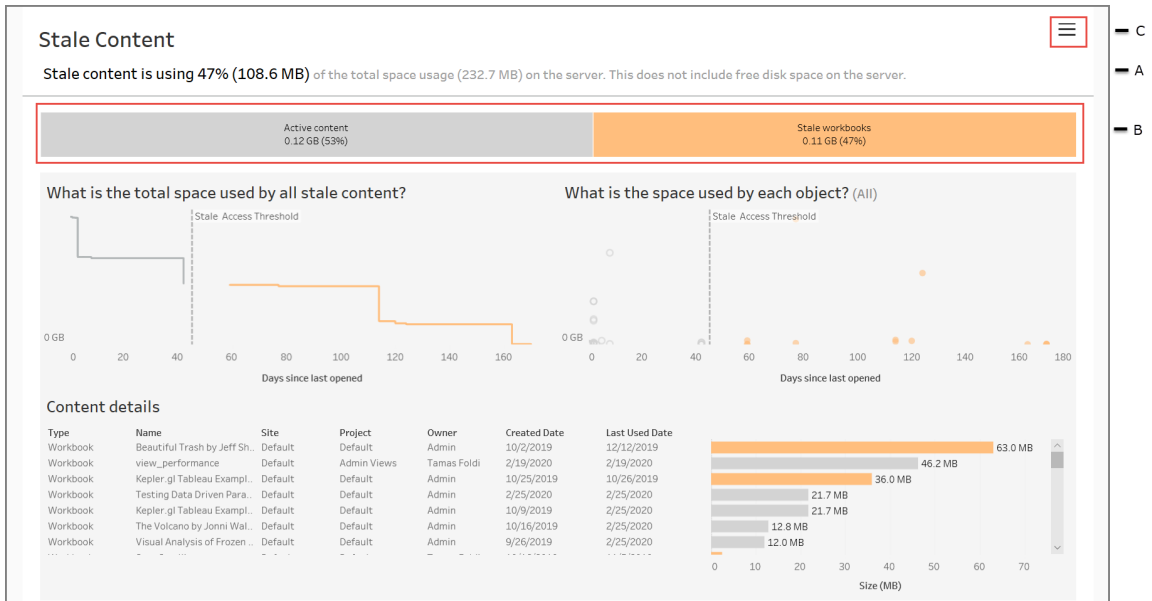 Stale Content
C
Stale content is using 47% (108.6 MB) of the total space usage (232.7 MB) on the server. This does not include free disk space on the server.
A
Active content
0.12 GB (53%)
Stale workbooks
0.11 GB (47%)
B
What is the total space used by all stale content?
Stale Access Threshold
0 GB
0 20 40 60 80 100 120 140 160
Days since last opened
What is the space used by each object? (All)
Stale Access Threshold
0 GB
0 20 40 60 80 100 120 140 160 180
Days since last opened
Content details
Type Name Site Project Owner Created Date Last Used Date
Workbook Beautiful Trash by Jeff Sh.. Default Default Admin 10/2/2019 12/12/2019 63.0 MB
Workbook view_performance Default Admin Views Tamas Foldi 2/19/2020 2/19/2020 46.2 MB
Workbook Kepler.gl Tableau Exampl.. Default Default Admin 10/25/2019 10/26/2019 36.0 MB
Workbook Testing Data Driven Para.. Default Default Admin 2/25/2020 2/25/2020 21.7 MB
Workbook Kepler.gl Tableau Exampl.. Default Default Admin 10/9/2019 2/25/2020 21.7 MB
Workbook The Volcano by Jonni Wal.. Default Default Admin 10/16/2019 2/25/2020 12.8 MB
Workbook Visual Analysis of Frozen .. Default Default Admin 9/26/2019 2/25/2020 12.0 MB
0 10 20 30 40 50 60 70
Size (MB)